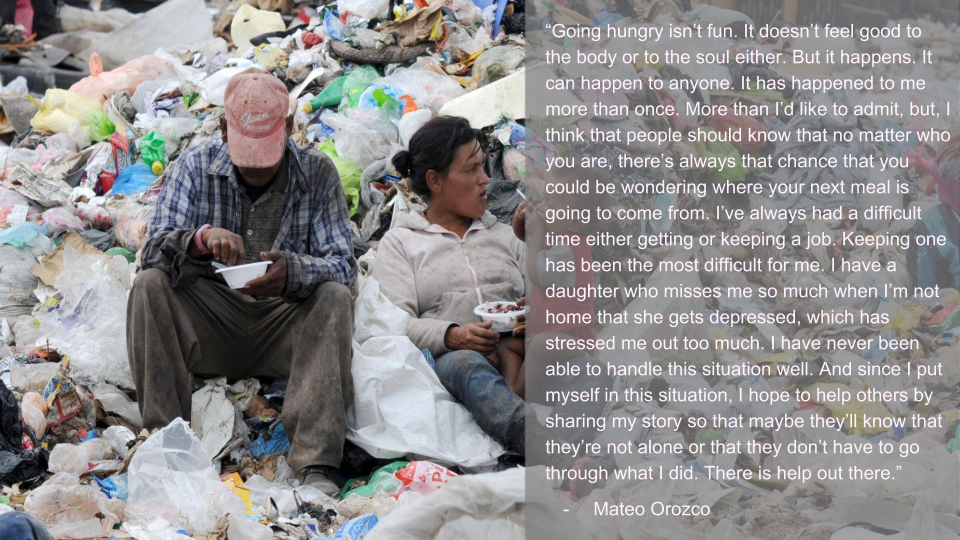 “Going hungry isn’t fun. It doesn’t feel good to
the body or to the soul either. But it happens. It
can happen to anyone. It has happened to me
more than once. More than I’d like to admit, but, I
think that people should know that no matter who
you are, there’s always that chance that you
could be wondering where your next meal is
going to come from. I’ve always had a difficult
time either getting or keeping a job. Keeping one
has been the most difficult for me. I have a
daughter who misses me so much when I’m not
home that she gets depressed, which has
stressed me out too much. I have never been
able to handle this situation well. And since I put
myself in this situation, I hope to help others by
sharing my story so that maybe they’ll know that
they’re not alone or that they don’t have to go
through what I did. There is help out there.”
- Mateo Orozco